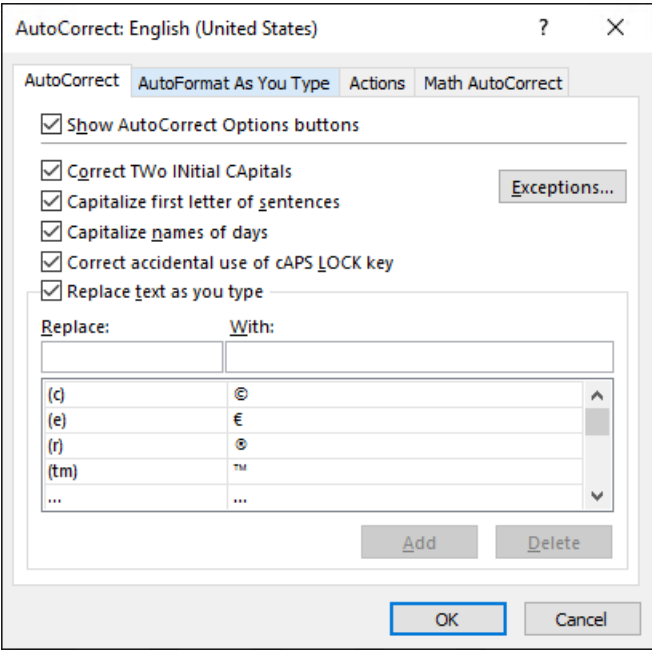 AutoCorrect: English (United States) ? ×
AutoCorrect AutoFormat As You Type Actions Math AutoCorrect
Show AutoCorrect Options buttons
Correct TWo INitial CApitals
Exceptions...
Capitalize first letter of sentences
Capitalize names of days
Correct accidental use of cAPS LOCK key
Replace text as you type
Replace: With:
(c) ©
(e) €
(r) ®
(tm) ™
... …
Add Delete
OK Cancel